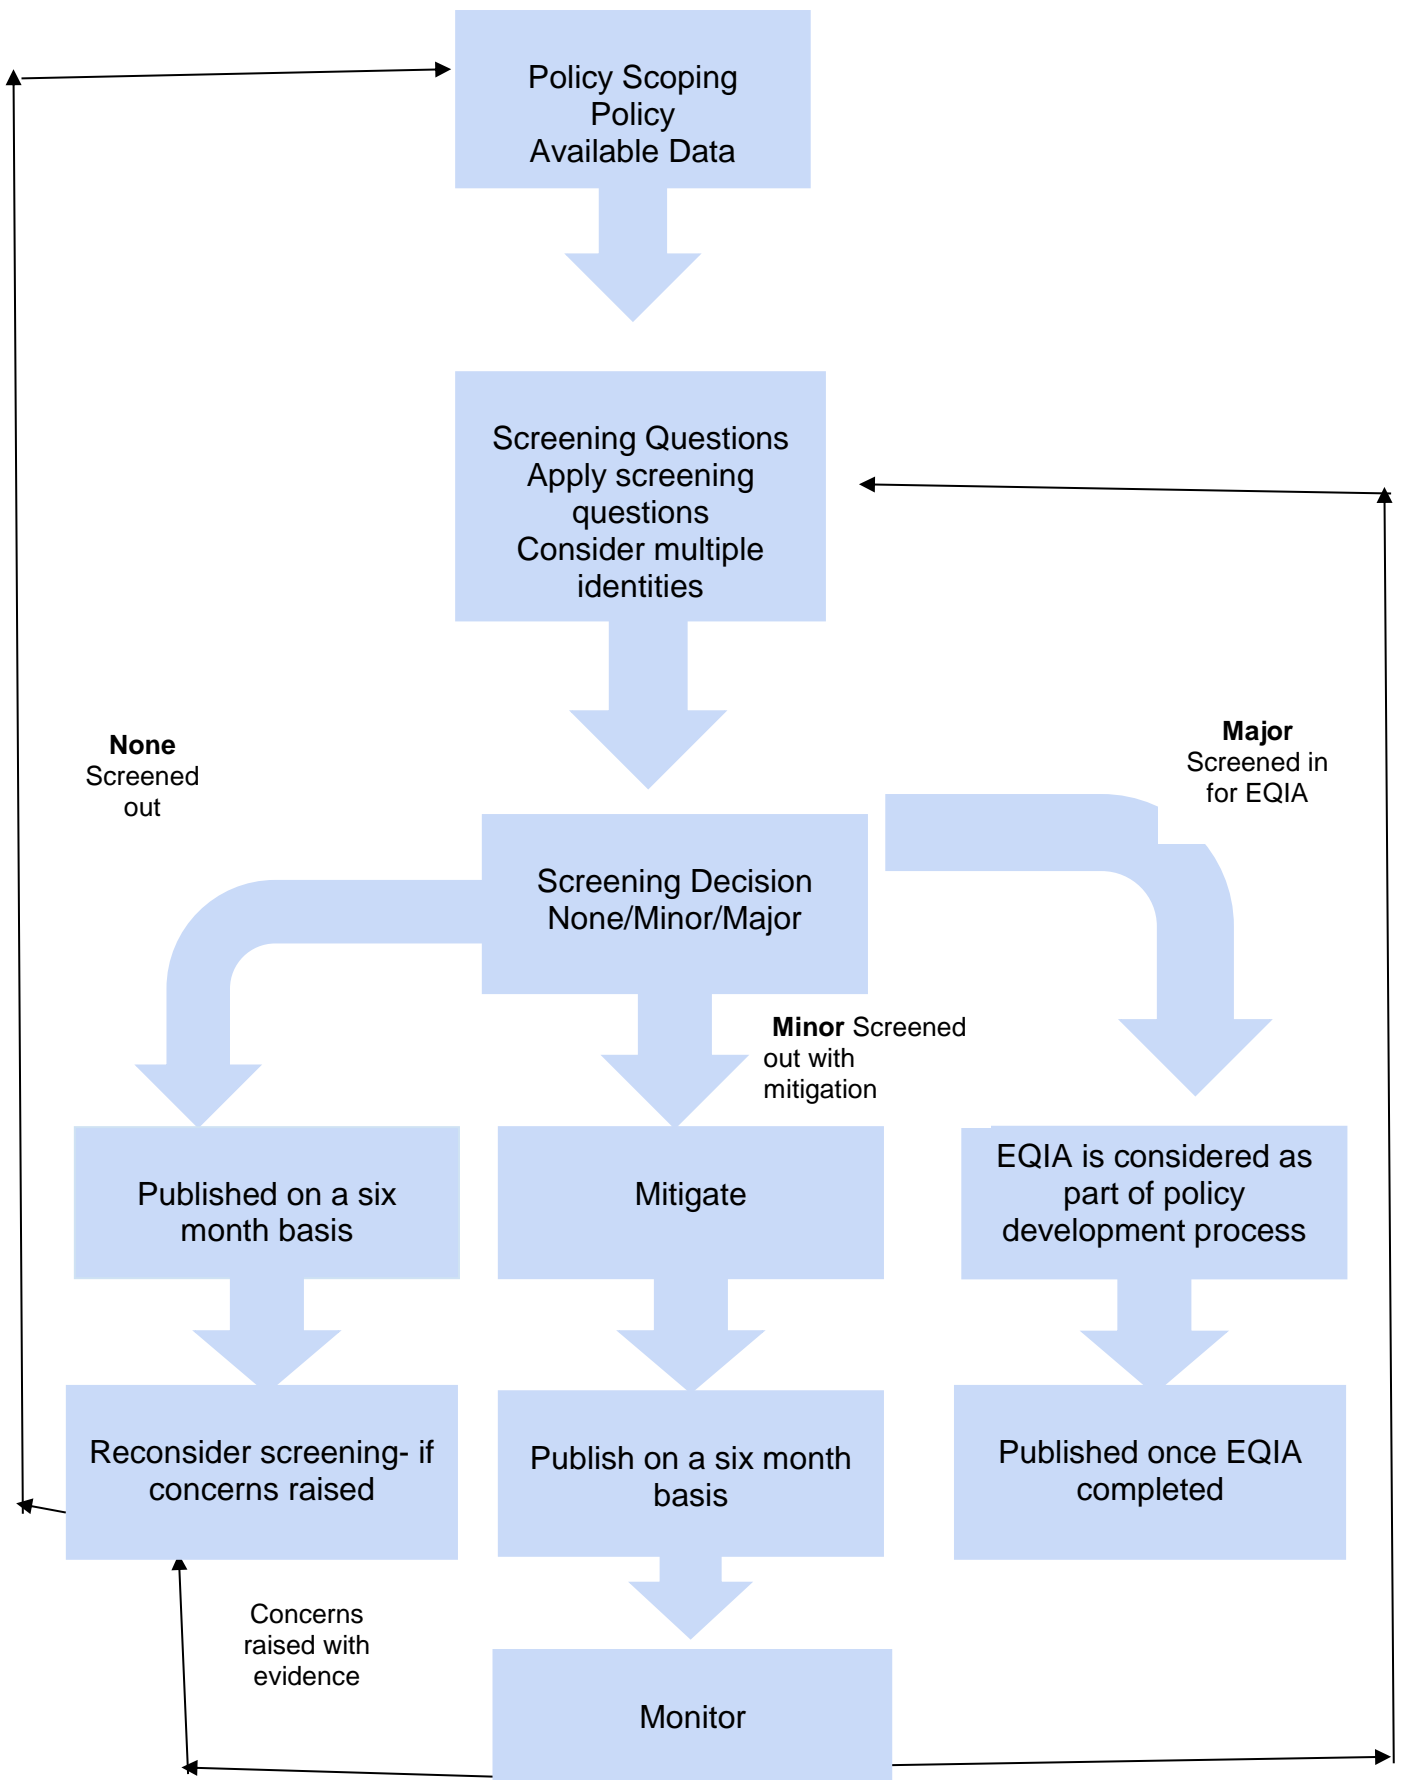 Policy Scoping
Policy
Available Data
Screening Questions
Apply screening
questions
Consider multiple
identities
None
Screened
out
Major
Screened in
for EQIA
Screening Decision
None/Minor/Major
Minor Screened
out with
mitigation
Published on a six
month basis
Mitigate
EQIA is considered as
part of policy
development process
Reconsider screening- if
concerns raised
Publish on a six month
basis
Published once EQIA
completed
Concerns
raised with
evidence
Monitor